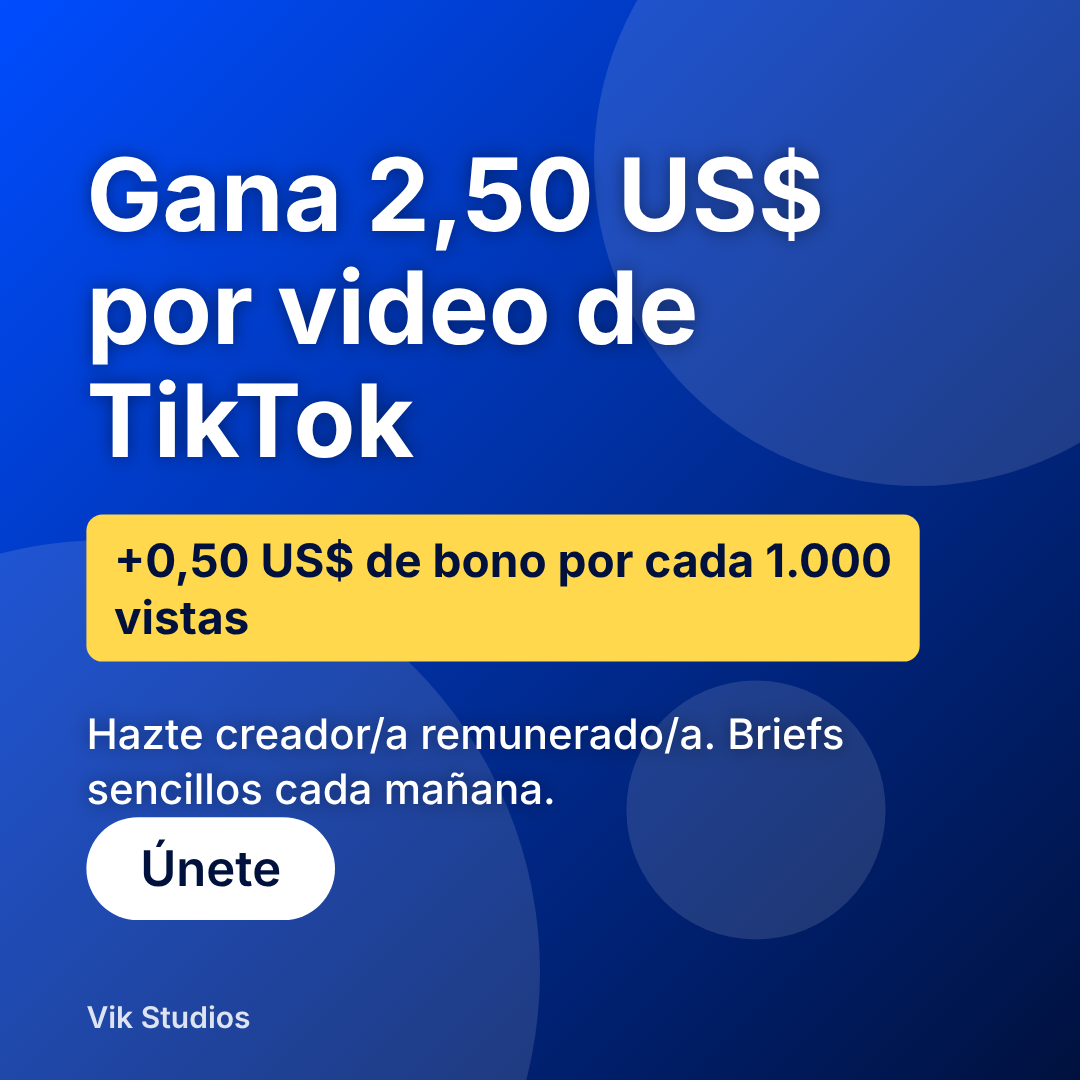 Gana 2,50 US$
por video de
TikTok
+0,50 US$ de bono por cada 1.000
vistas
Hazte creador/a remunerado/a. Briefs
sencillos cada mañana.
Únete
Vik Studios